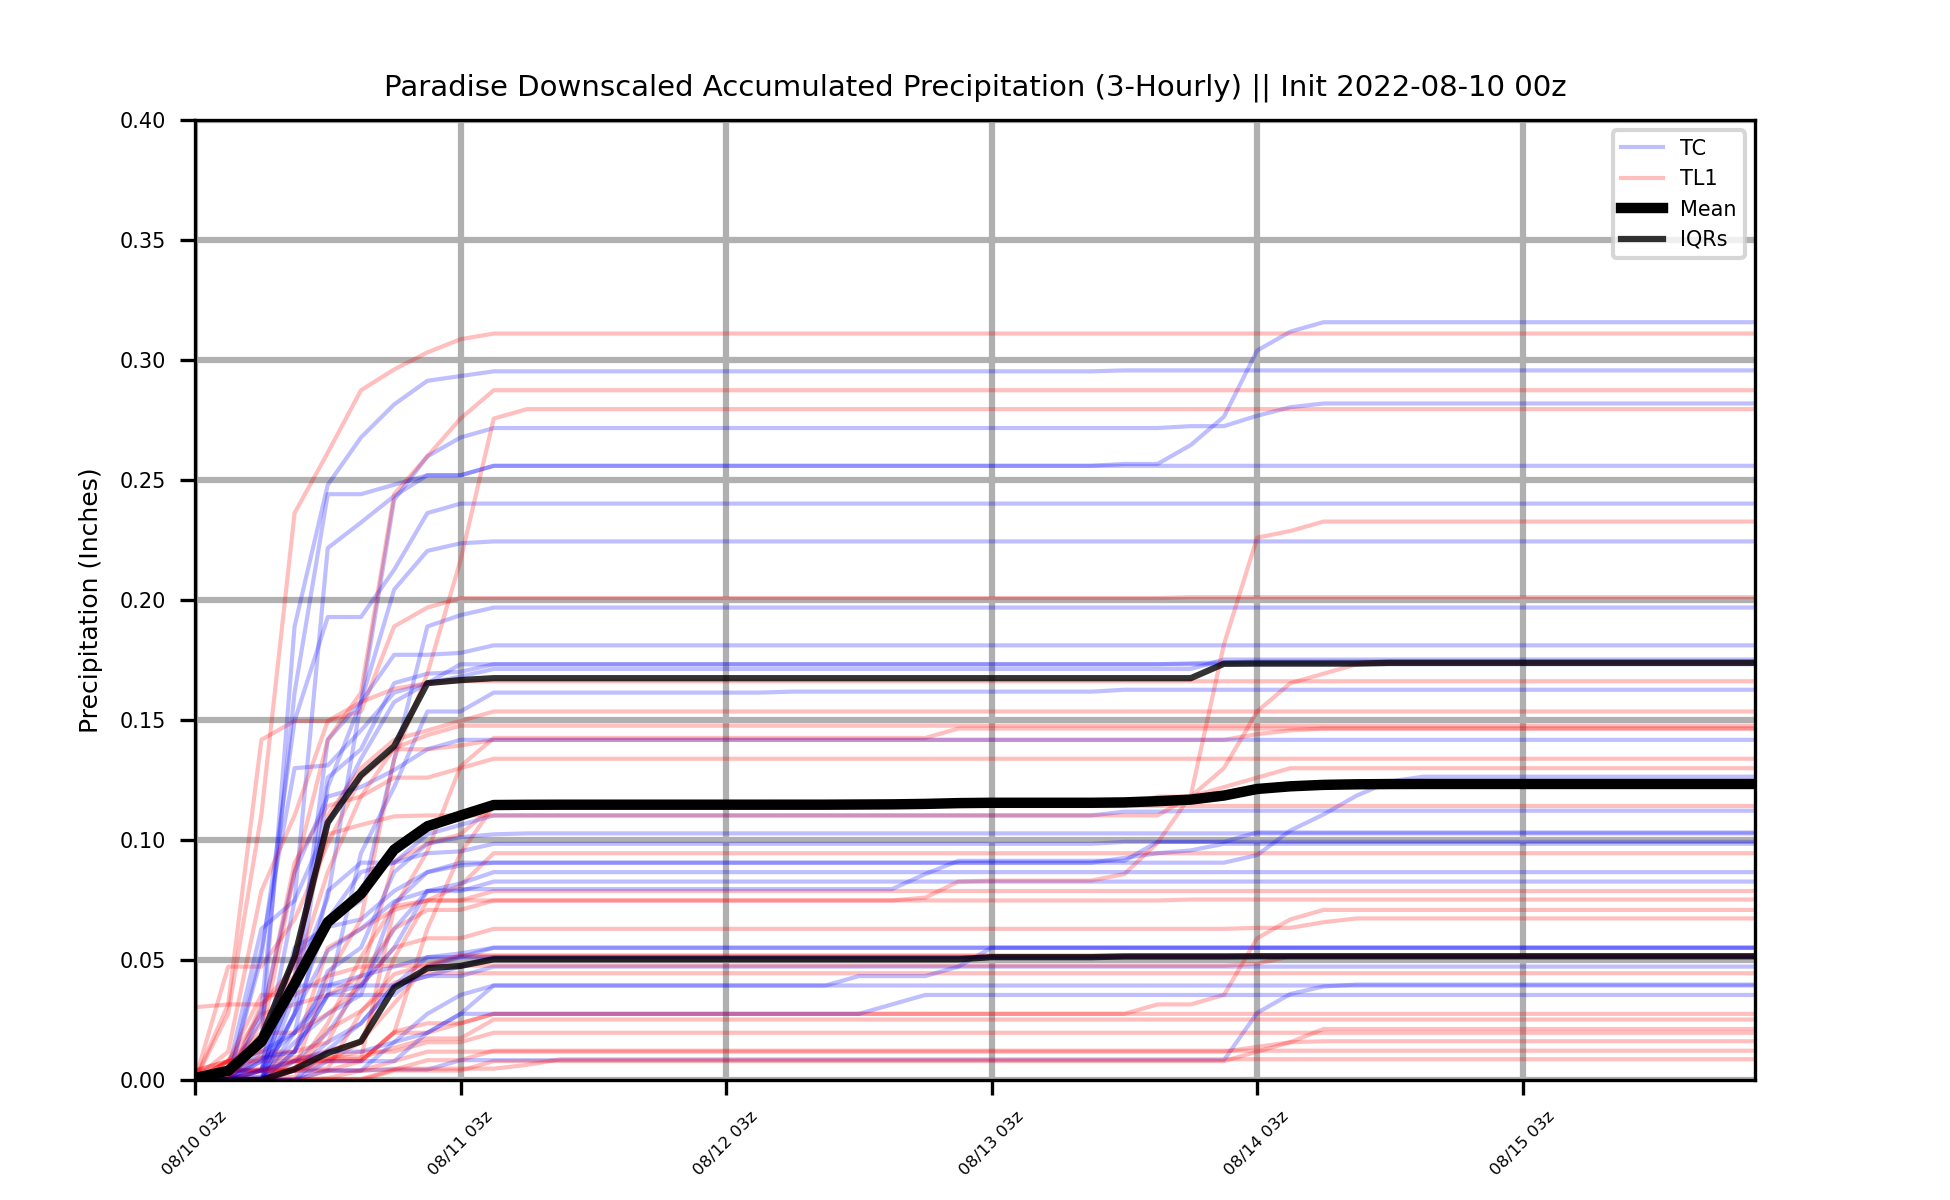 Paradise Downscaled Accumulated Precipitation (3-Hourly) || Init 2022-08-10 00z
TC
TL1
Mean
IQRs
Precipitation (Inches)
0.40
0.35
0.30
0.25
0.20
0.15
0.10
0.05
0.00
08/10 03z
08/11 03z
08/12 03z
08/13 03z
08/14 03z
08/15 03z